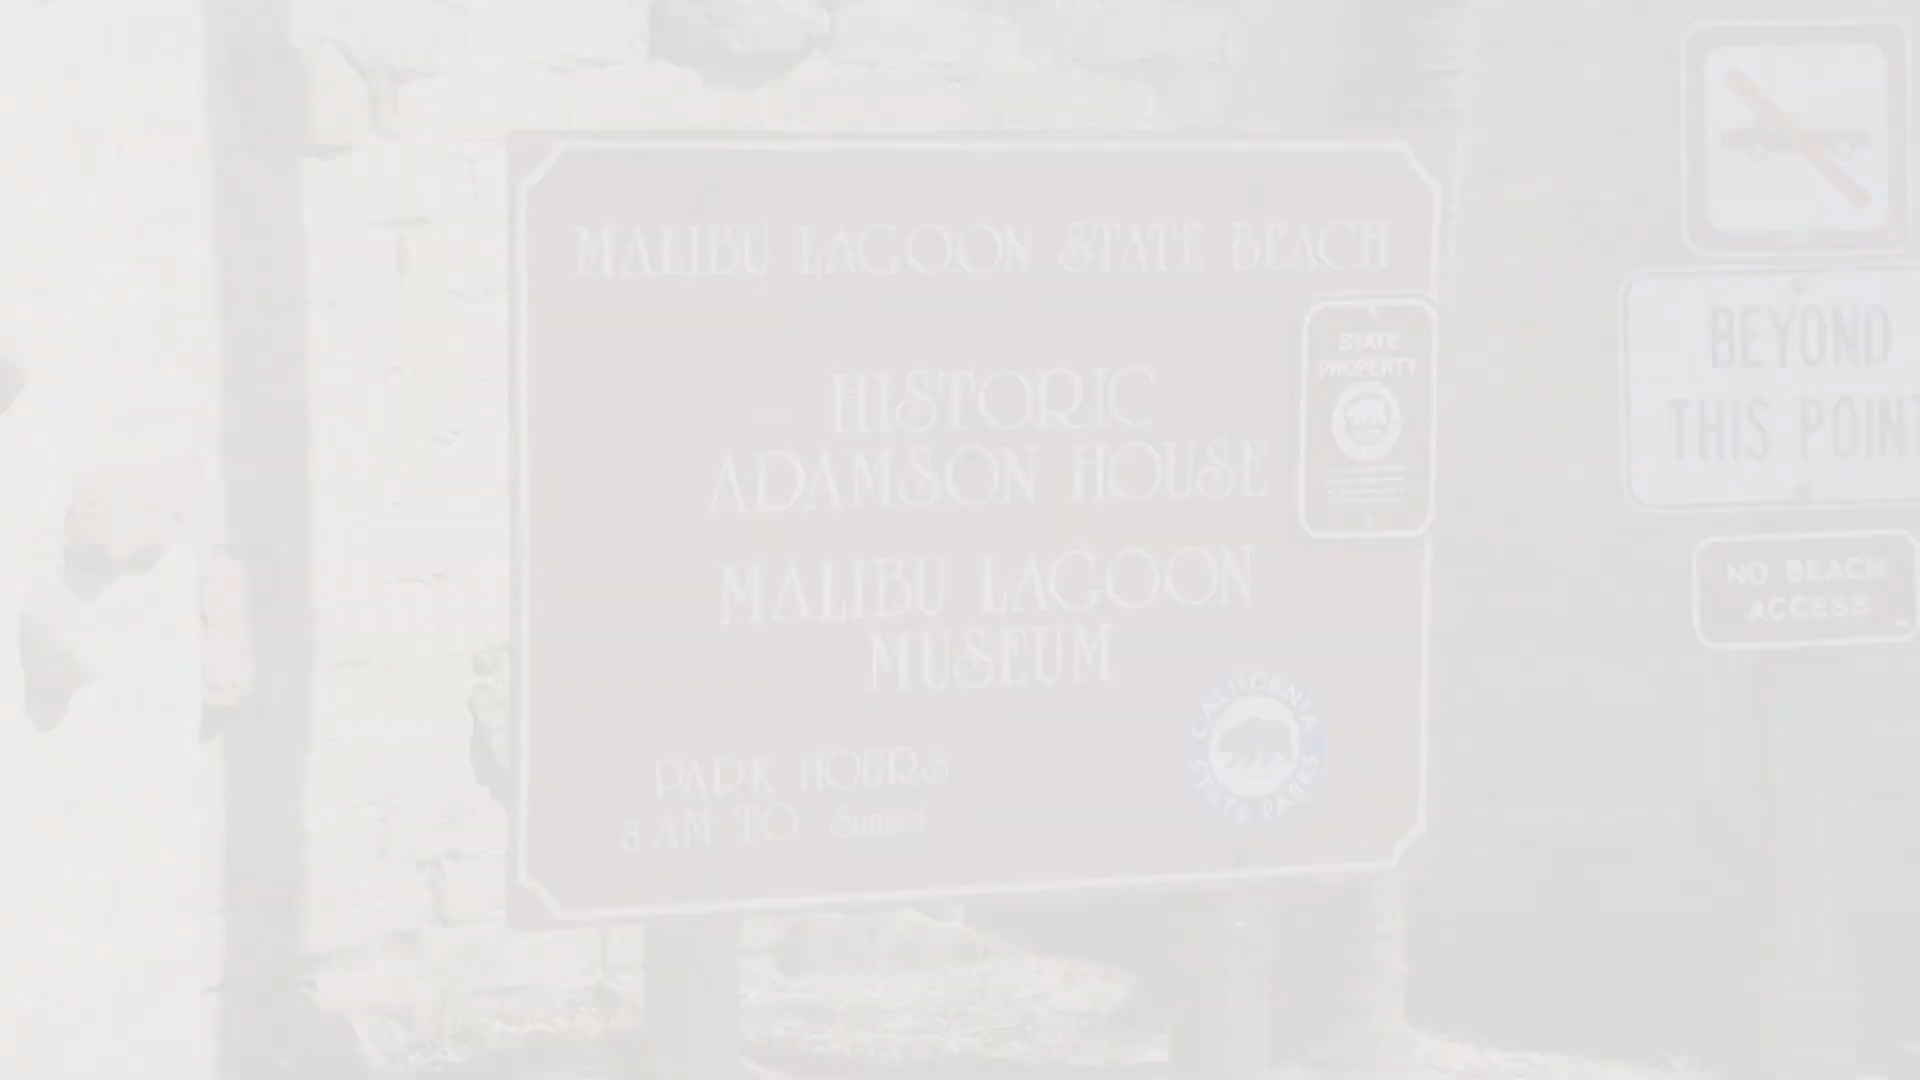 MALIBU LAGOON STATE BEACH
HISTORIC
ADAMSON HOUSE
MALIBU LAGOON
MUSEUM
PARK HOURS
8 AM TO Sunset
CALIFORNIA
STATE PARKS
STATE
PROPERTY
BEYOND
THIS POINT
NO BEACH
ACCESS